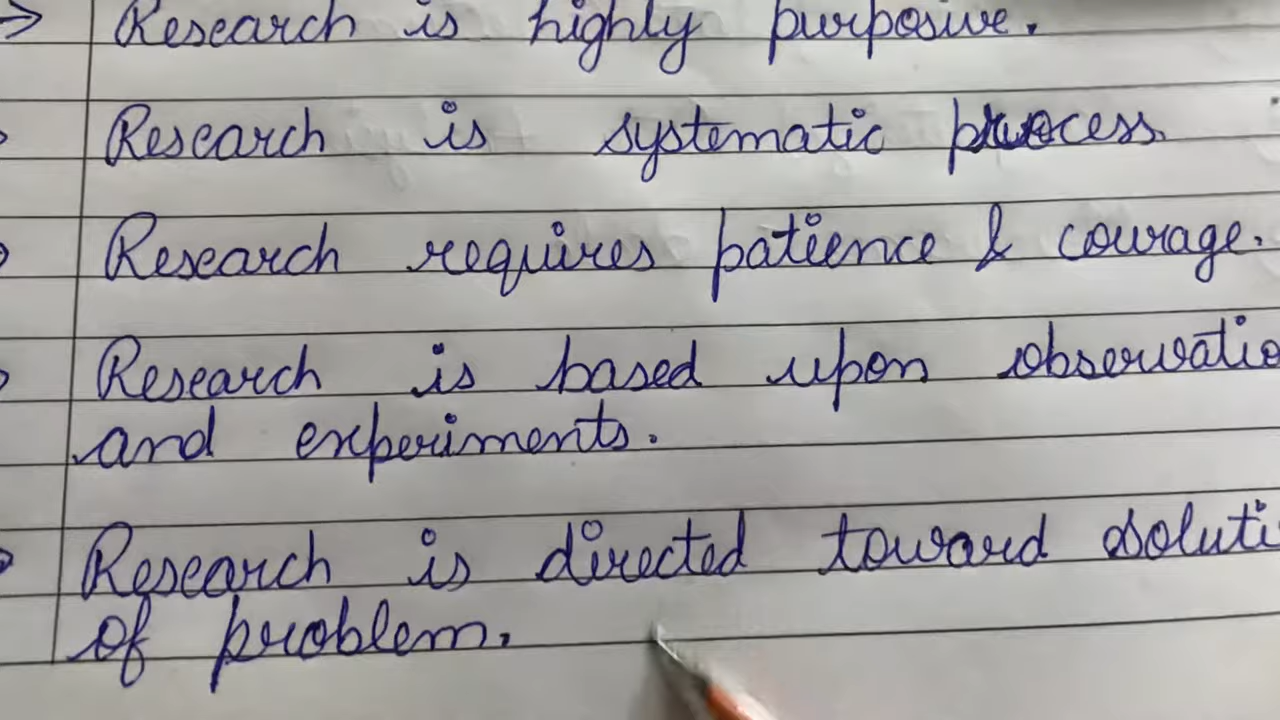 → Research is highly purposive.
Research is systematic process.
Research requires patience & courage.
Research is based upon observatio
and experiments.
Research is directed toward soluti
of problem.